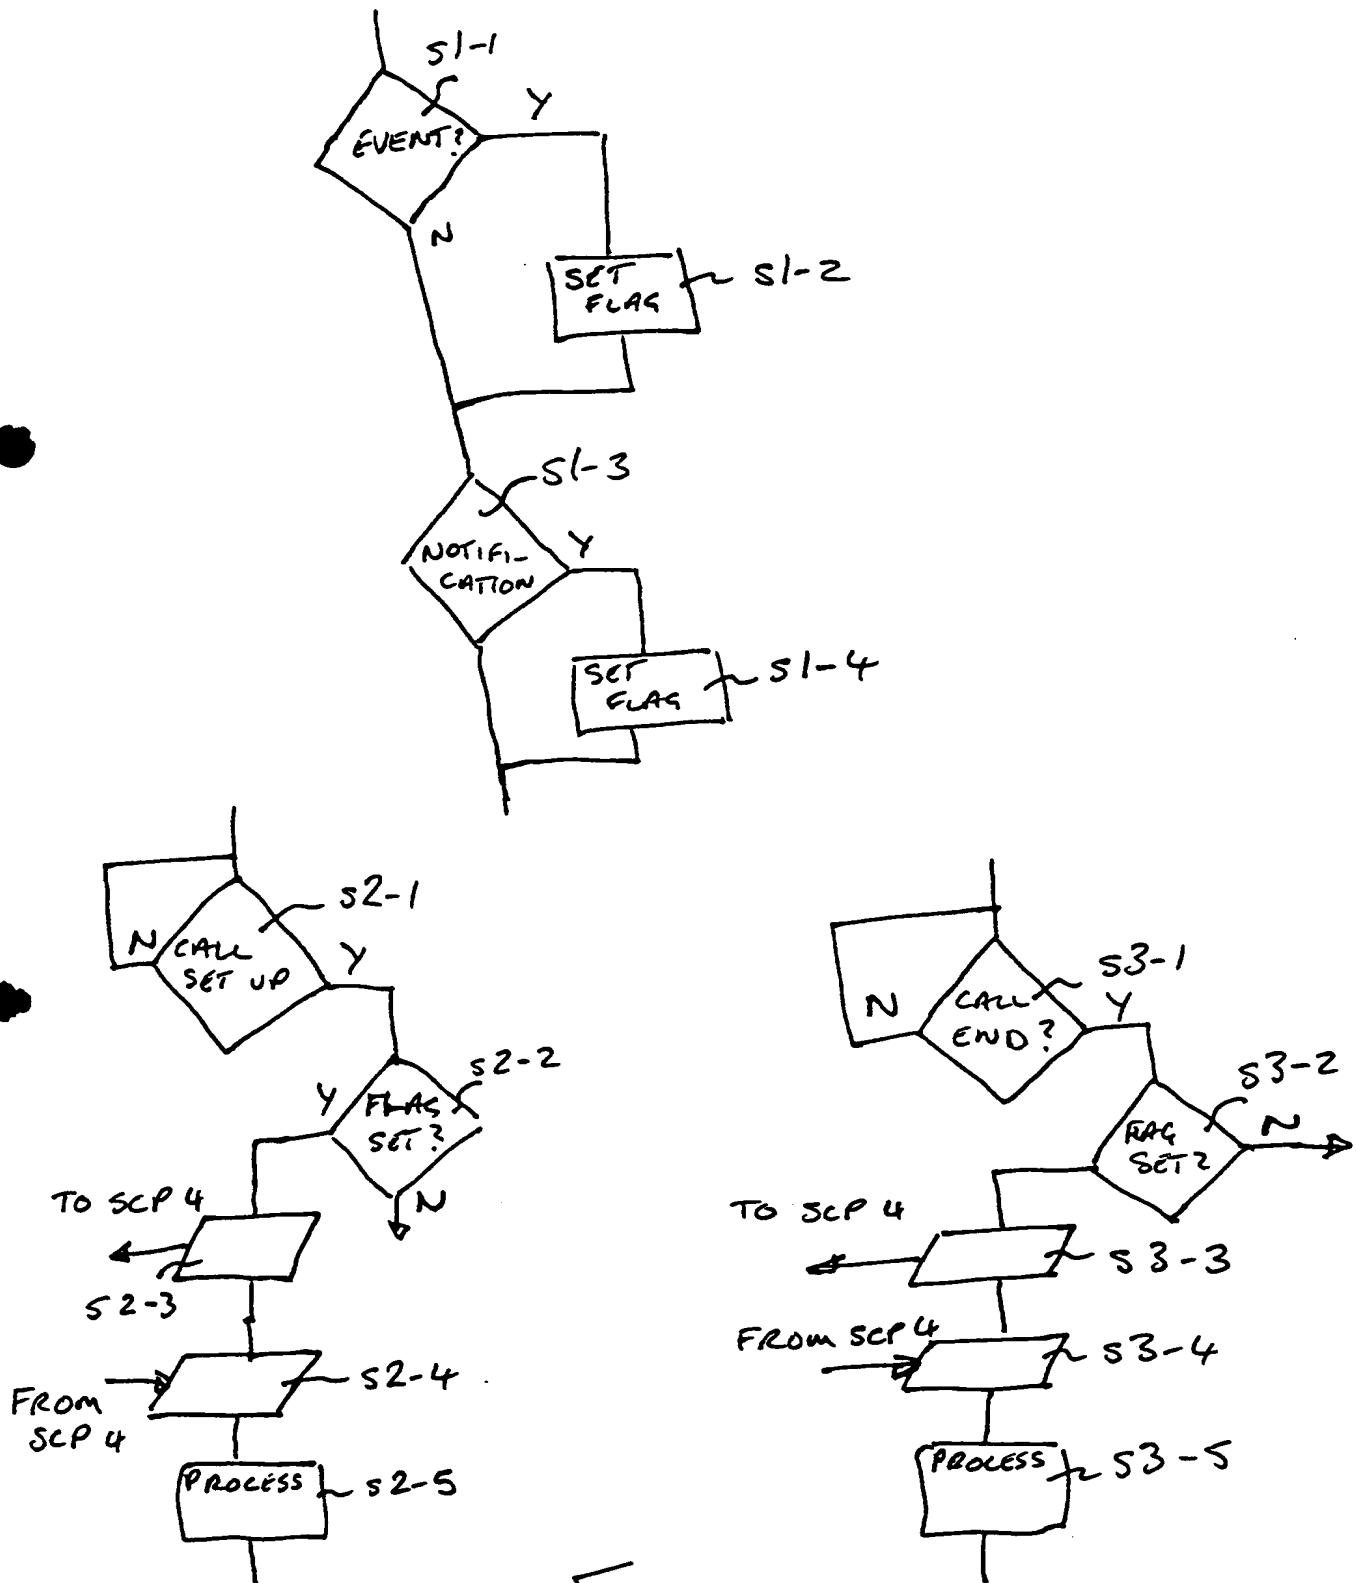 S1-1
Y
EVENT?
N
SET
FLAG
S1-2
S1-3
Y
NOTIFI-
CATION
SET
FLAG
S1-4
S2-1
N
CALL
SET UP
Y
S2-2
Y
FLAG
SET?
N
TO SCP 4
S2-3
S2-4
FROM
SCP 4
PROCESS
S2-5
S3-1
N
CALL
END?
Y
S3-2
N
FLAG
SET?
TO SCP 4
S3-3
FROM SCP 4
S3-4
PROCESS
S3-5